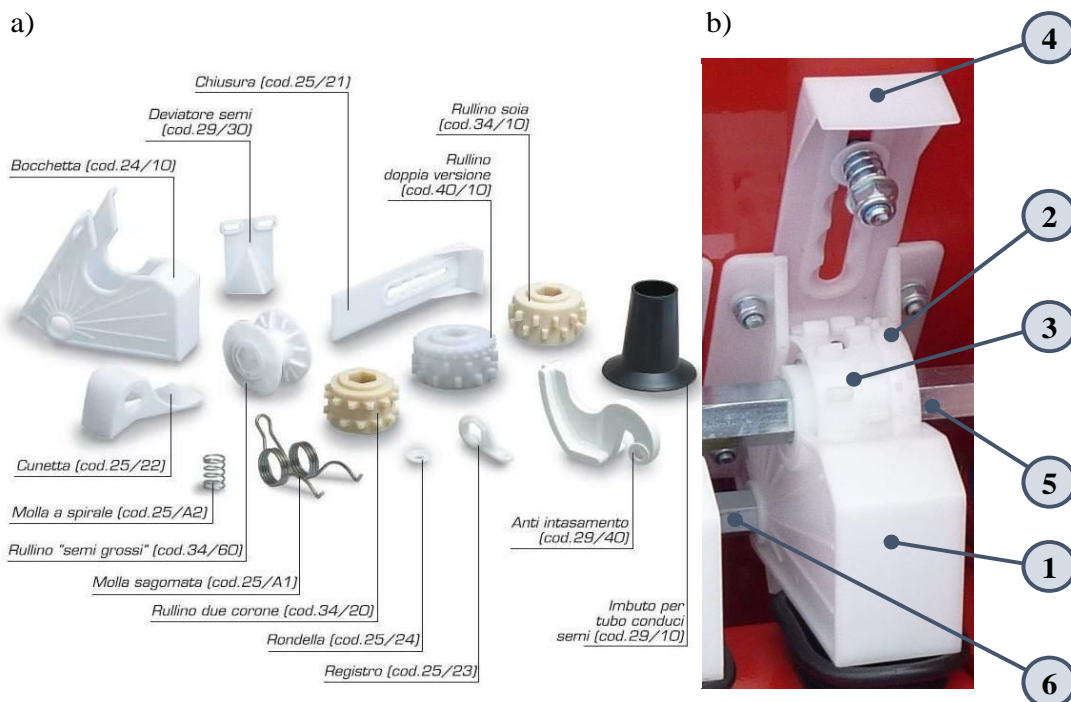 a)
b)
Chiusura (cod.25/21)
Deviatore semi
(cod.29/30)
Bocchetta (cod.24/10)
Rullino soia
(cod.34/10)
Rullino
doppia versione
(cod.40/10)
Cunetta (cod.25/22)
Molla a spirale (cod.25/A2)
Rullino "semi grossi" (cod.34/60)
Molla sagomata (cod.25/A1)
Rullino due corone (cod.34/20)
Rondella (cod.25/24)
Registro (cod.25/23)
Anti intasamento
(cod.29/40)
Imbuto per
tubo conduci
semi (cod.29/10)
4
2
3
5
1
6